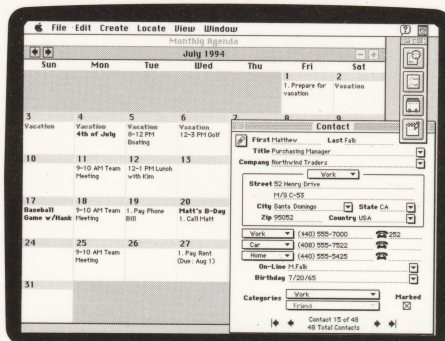 File Edit Create Locate View Window
Monthly Agenda
July 1994
Sun Mon Tue Wed Thu Fri Sat
1 2
1. Prepare for vacation Vacation
3 4 5 6 7 8 9
Vacation Vacation Vacation Vacation
4th of July 8-12 PM 12-3 PM Golf
Boating
10 11 12 13
9-10 AM Team 12-1 PM Lunch
Meeting with Kim
17 18 19 20
Baseball 9-10 AM Team 1. Pay Phone Matt's B-Day
Game w/Hank Meeting Bill 1. Call Matt
24 25 26 27
9-10 AM Team 1. Pay Rent
Meeting (Due: Aug 1)
31
Contact
First Matthew Last Falk
Title Purchasing Manager
Company Northwind Traders
Work
Street 52 Henry Drive
M/S C-53
City Santa Domingo State CA
Zip 95052 Country USA
Work (440) 555-7000 252
Car (408) 555-7522
Home (440) 555-5425
On-Line M.Falk
Birthday 7/20/65
Categories Work Marked
Friend
Contact 15 of 48
48 Total Contacts